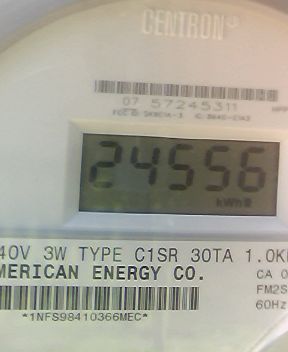 CENTRON®
07 57245311
24556
kWh
40V 3W TYPE C1SR 30TA 1.0K
MERICAN ENERGY CO.
CA 0
FM2S
60Hz
*1NFS98410366MEC*